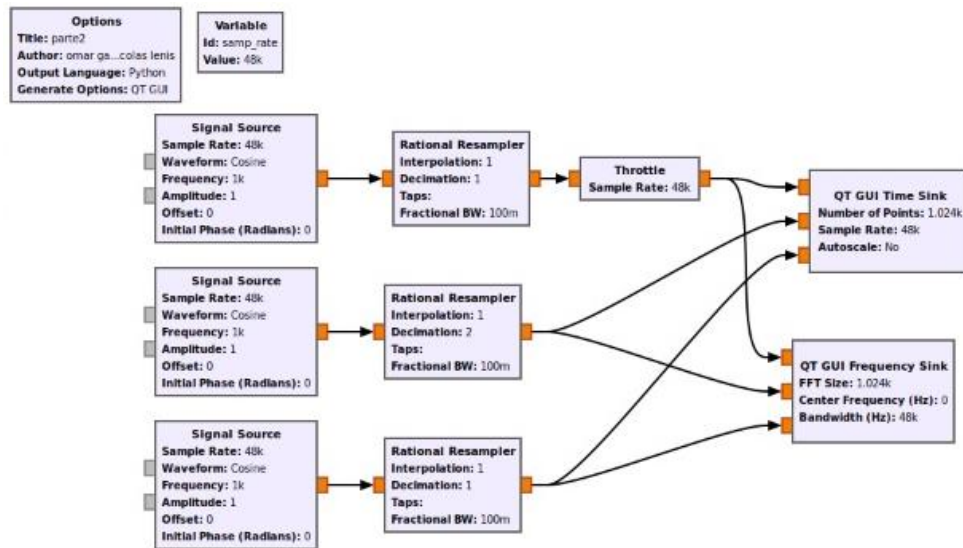 Options
Title: parte2
Author: omar ga...colas lenis
Output Language: Python
Generate Options: QT GUI
Variable
Id: samp_rate
Value: 48k
Signal Source
Sample Rate: 48k
Waveform: Cosine
Frequency: 1k
Amplitude: 1
Offset: 0
Initial Phase (Radians): 0
Rational Resampler
Interpolation: 1
Decimation: 1
Taps:
Fractional BW: 100m
Throttle
Sample Rate: 48k
QT GUI Time Sink
Number of Points: 1.024k
Sample Rate: 48k
Autoscale: No
Signal Source
Sample Rate: 48k
Waveform: Cosine
Frequency: 1k
Amplitude: 1
Offset: 0
Initial Phase (Radians): 0
Rational Resampler
Interpolation: 1
Decimation: 2
Taps:
Fractional BW: 100m
QT GUI Frequency Sink
FFT Size: 1.024k
Center Frequency (Hz): 0
Bandwidth (Hz): 48k
Signal Source
Sample Rate: 48k
Waveform: Cosine
Frequency: 1k
Amplitude: 1
Offset: 0
Initial Phase (Radians): 0
Rational Resampler
Interpolation: 1
Decimation: 1
Taps:
Fractional BW: 100m